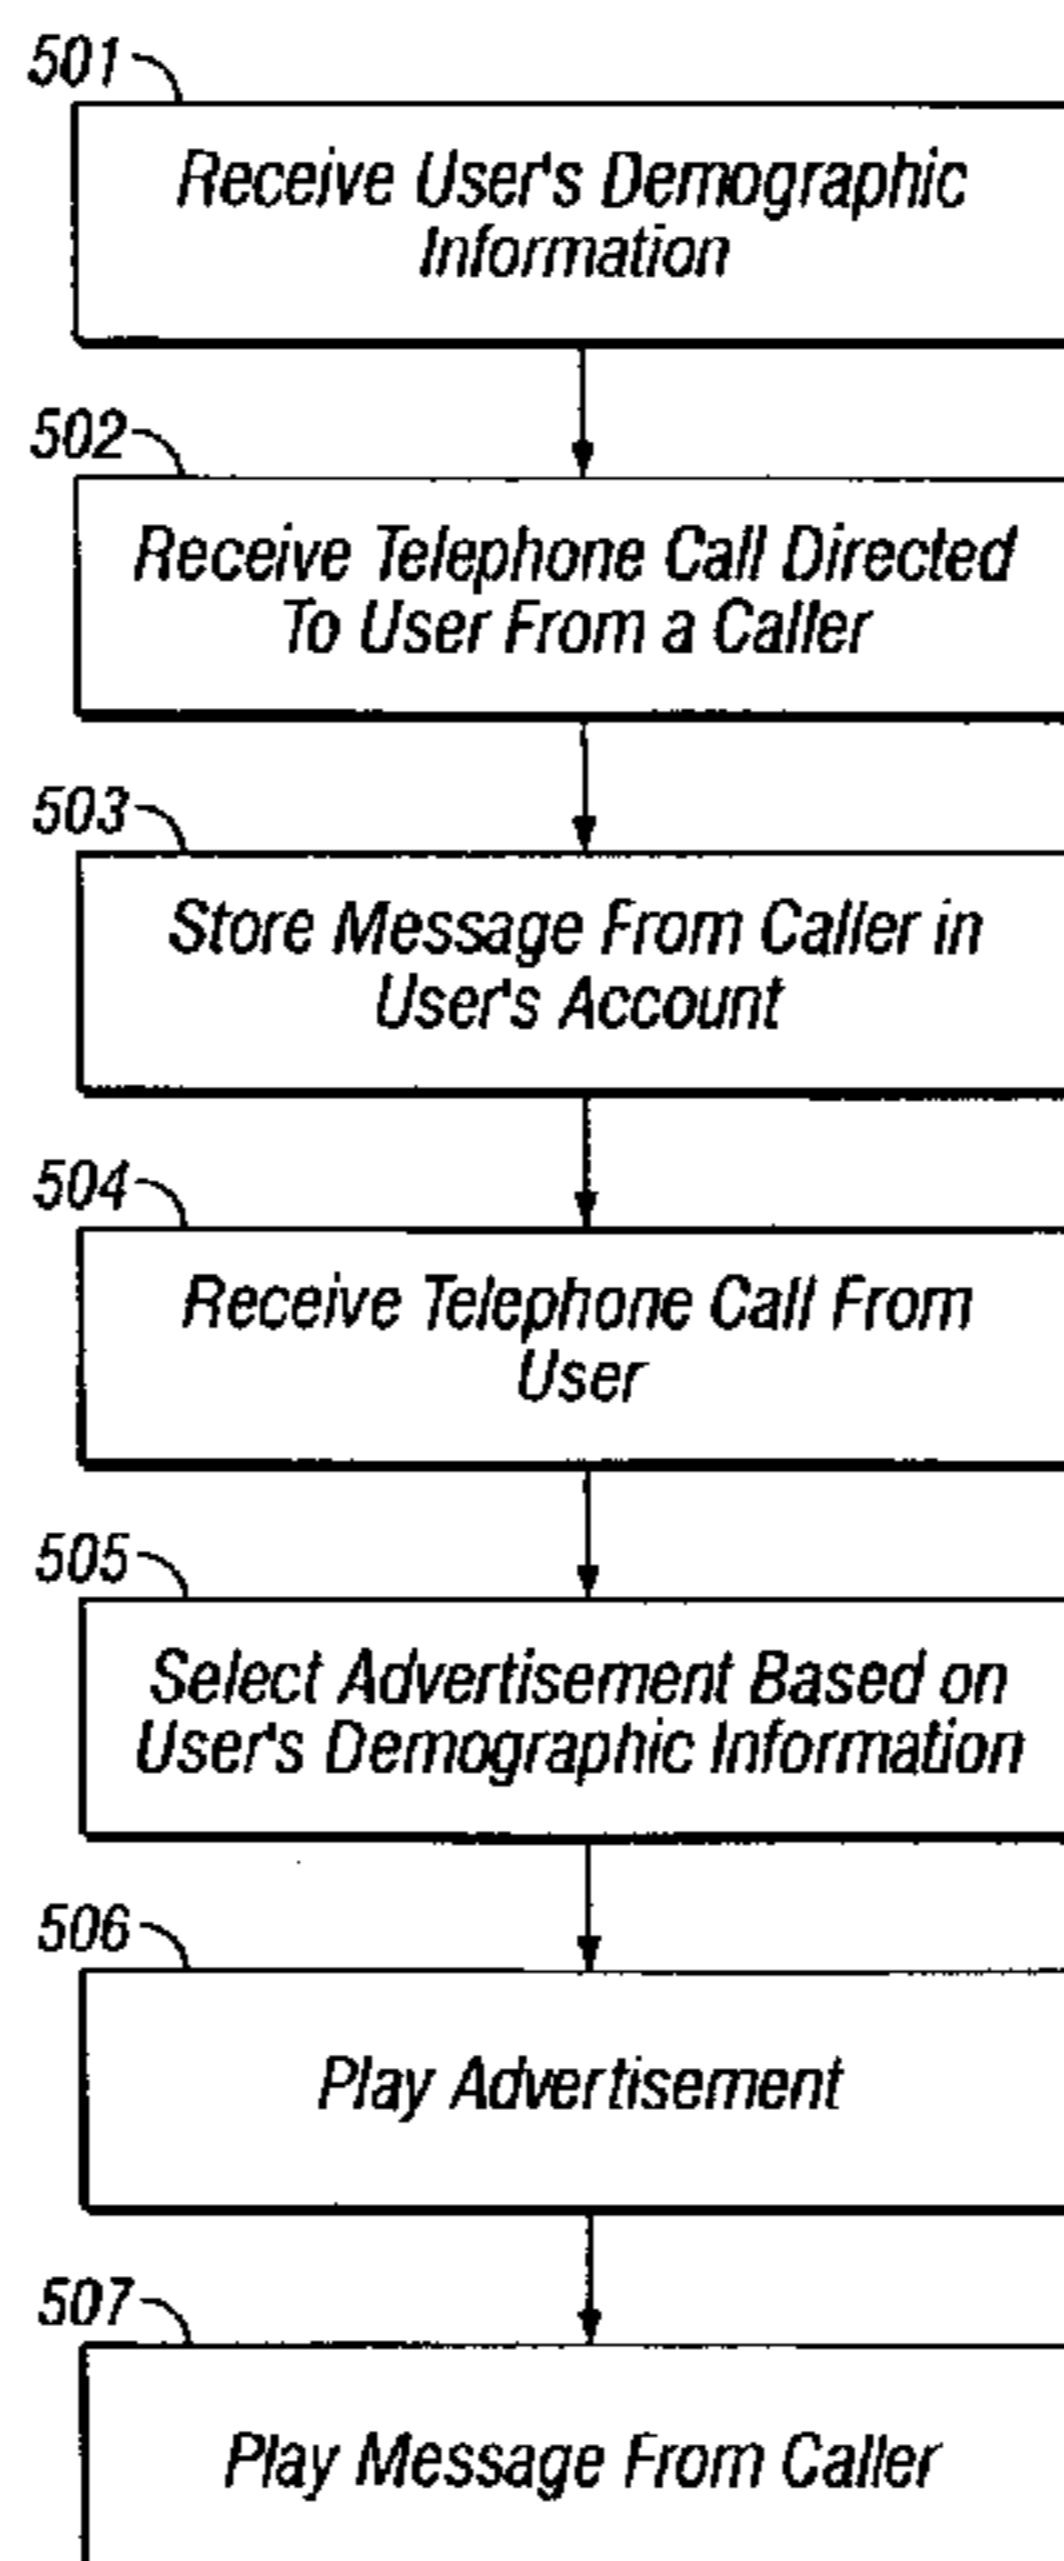 501
Receive User's Demographic
Information
502
Receive Telephone Call Directed
To User From a Caller
503
Store Message From Caller in
User's Account
504
Receive Telephone Call From
User
505
Select Advertisement Based on
User's Demographic Information
506
Play Advertisement
507
Play Message From Caller